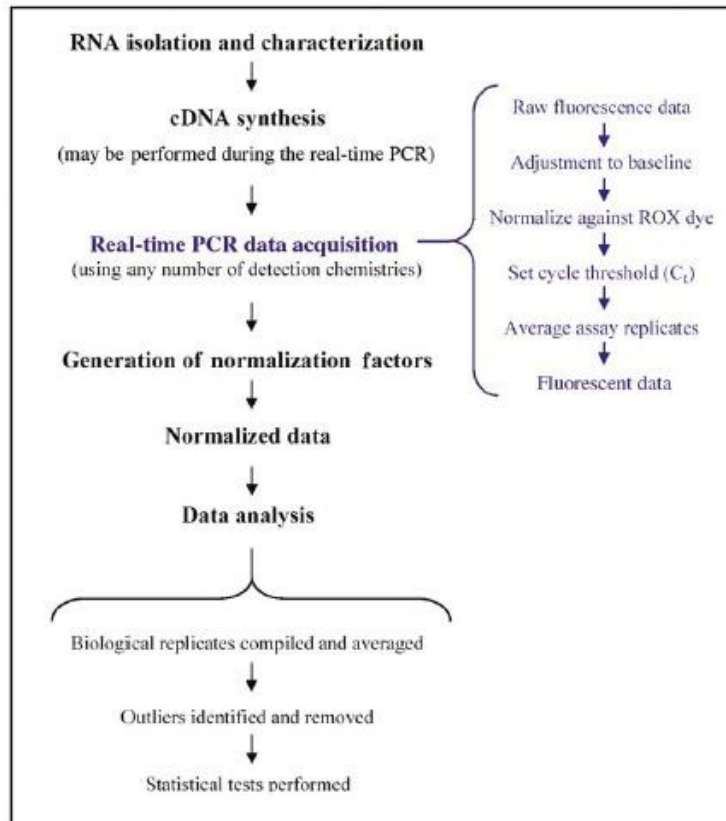 RNA isolation and characterization
cDNA synthesis
(may be performed during the real-time PCR)
Real-time PCR data acquisition
(using any number of detection chemistries)
Generation of normalization factors
Normalized data
Data analysis
Biological replicates compiled and averaged
Outliers identified and removed
Statistical tests performed
Raw fluorescence data
Adjustment to baseline
Normalize against ROX dye
Set cycle threshold (Ct)
Average assay replicates
Fluorescent data